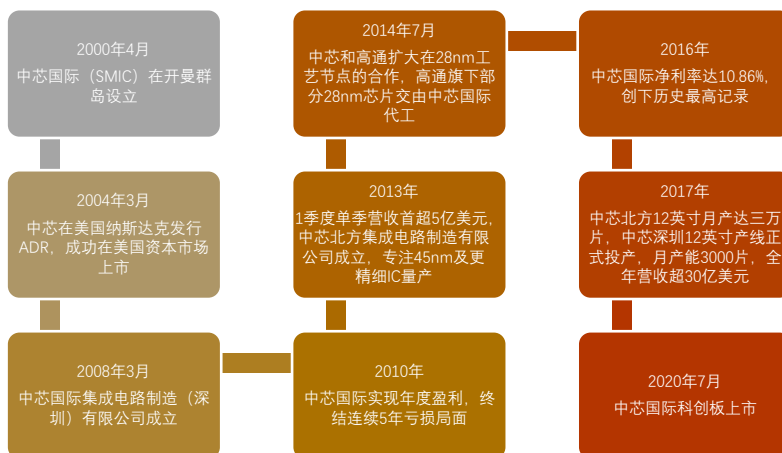 2000年4月
中芯国际（SMIC）在开曼群
岛设立
2004年3月
中芯在美国纳斯达克发行
ADR，成功在美国资本市场
上市
2008年3月
中芯国际集成电路制造（深
圳）有限公司成立
2010年
中芯国际实现年度盈利，终
结连续5年亏损局面
2013年
1季度单季营收首超5亿美元，
中芯北方集成电路制造有限
公司成立，专注45nm及更
精细IC量产
2014年7月
中芯和高通扩大在28nm工
艺节点的合作，高通旗下部
分28nm芯片交由中芯国际
代工
2016年
中芯国际净利率达10.86%，
创下历史最高记录
2017年
中芯北方12英寸月产达三万
片，中芯深圳12英寸产线正
式投产，月产能3000片，全
年营收超30亿美元
2020年7月
中芯国际科创板上市